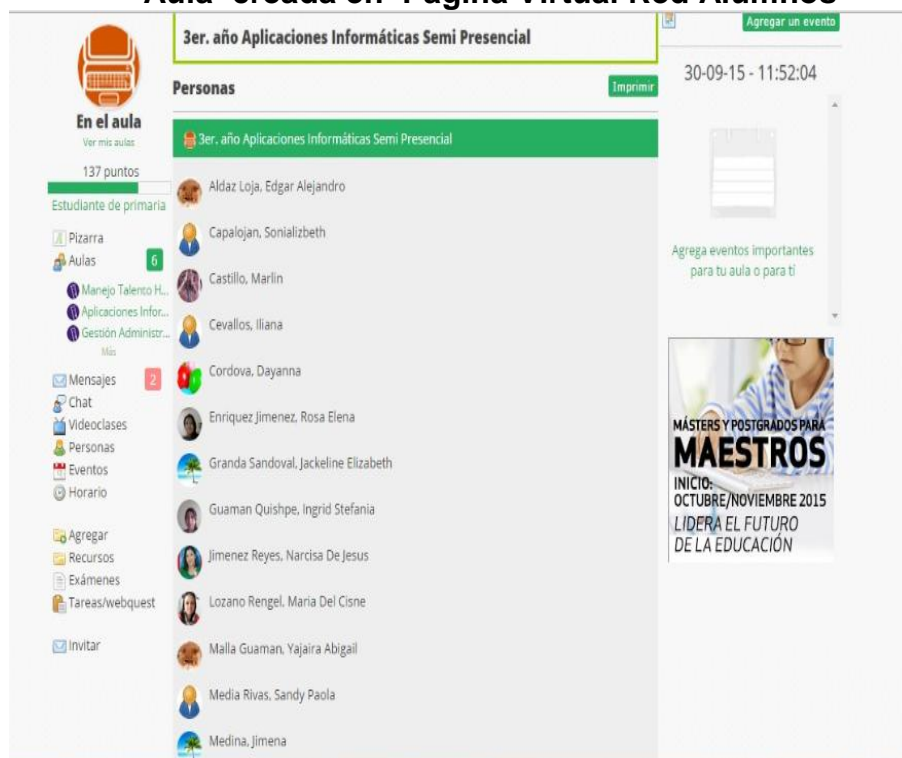 Aula creada en Página Virtual Red Alumnos
En el aula
Ver mis aulas
137 puntos
Estudiante de primaria
Pizarra
Aulas 6
Manejo Talento H...
Aplicaciones Infor...
Gestión Administr...
Más
Mensajes 2
Chat
Videoclases
Personas
Eventos
Horario
Agregar
Recursos
Exámenes
Tareas/webquest
Invitar
3er. año Aplicaciones Informáticas Semi Presencial
Personas
Imprimir
3er. año Aplicaciones Informáticas Semi Presencial
Aldaz Loja, Edgar Alejandro
Capalojan, Sonializbeth
Castillo, Marlin
Cevallos, Iliana
Cordova, Dayanna
Enriquez Jimenez, Rosa Elena
Granda Sandoval, Jackeline Elizabeth
Guaman Quishpe, Ingrid Stefania
Jimenez Reyes, Narcisa De Jesus
Lozano Rengel, Maria Del Cisne
Malla Guaman, Yajaira Abigail
Media Rivas, Sandy Paola
Medina, Jimena
Agregar un evento
30-09-15 - 11:52:04
Agrega eventos importantes
para tu aula o para tí
MÁSTERS Y POSTGRADOS PARA
MAESTROS
INICIO:
OCTUBRE/NOVIEMBRE 2015
LIDERA EL FUTURO
DE LA EDUCACIÓN